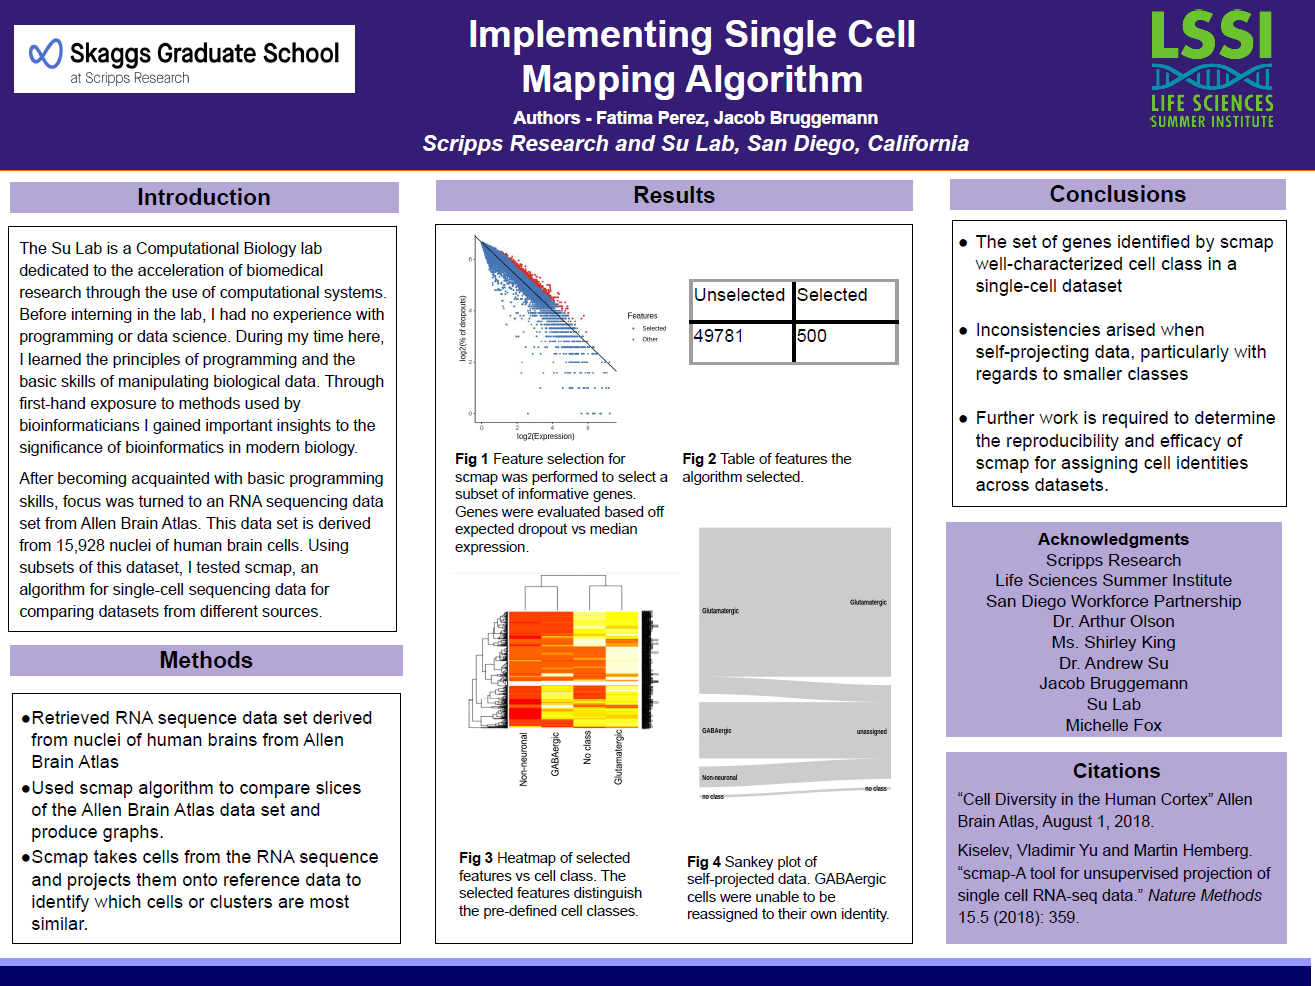 Skaggs Graduate School
at Scripps Research
Implementing Single Cell
Mapping Algorithm
Authors - Fatima Perez, Jacob Bruggemann
Scripps Research and Su Lab, San Diego, California
LSSI
LIFE SCIENCES
SUMMER INSTITUTE
Introduction
The Su Lab is a Computational Biology lab
dedicated to the acceleration of biomedical
research through the use of computational systems.
Before interning in the lab, I had no experience with
programming or data science. During my time here,
I learned the principles of programming and the
basic skills of manipulating biological data. Through
first-hand exposure to methods used by
bioinformaticians I gained important insights to the
significance of bioinformatics in modern biology.
After becoming acquainted with basic programming
skills, focus was turned to an RNA sequencing data
set from Allen Brain Atlas. This data set is derived
from 15,928 nuclei of human brain cells. Using
subsets of this dataset, I tested scmap, an
algorithm for single-cell sequencing data for
comparing datasets from different sources.
Methods
●Retrieved RNA sequence data set derived
from nuclei of human brains from Allen
Brain Atlas
●Used scmap algorithm to compare slices
of the Allen Brain Atlas data set and
produce graphs.
●Scmap takes cells from the RNA sequence
and projects them onto reference data to
identify which cells or clusters are most
similar.
Results
log2(% of dropouts)
6
4
2
0
0 2 4 6
log2(Expression)
Features
Selected
Other
Unselected Selected
49781 500
Fig 1 Feature selection for
scmap was performed to select a
subset of informative genes.
Genes were evaluated based off
expected dropout vs median
expression.
Fig 2 Table of features the
algorithm selected.
Non-neuronal
GABAergic
No class
Glutamatergic
Glutamatergic
GABAergic
Non-neuronal
no class
Glutamatergic
unassigned
no class
Fig 3 Heatmap of selected
features vs cell class. The
selected features distinguish
the pre-defined cell classes.
Fig 4 Sankey plot of
self-projected data. GABAergic
cells were unable to be
reassigned to their own identity.
Conclusions
● The set of genes identified by scmap
well-characterized cell class in a
single-cell dataset
● Inconsistencies arised when
self-projecting data, particularly with
regards to smaller classes
● Further work is required to determine
the reproducibility and efficacy of
scmap for assigning cell identities
across datasets.
Acknowledgments
Scripps Research
Life Sciences Summer Institute
San Diego Workforce Partnership
Dr. Arthur Olson
Ms. Shirley King
Dr. Andrew Su
Jacob Bruggemann
Su Lab
Michelle Fox
Citations
“Cell Diversity in the Human Cortex” Allen
Brain Atlas, August 1, 2018.
Kiselev, Vladimir Yu and Martin Hemberg.
“scmap-A tool for unsupervised projection of
single cell RNA-seq data.” Nature Methods
15.5 (2018): 359.